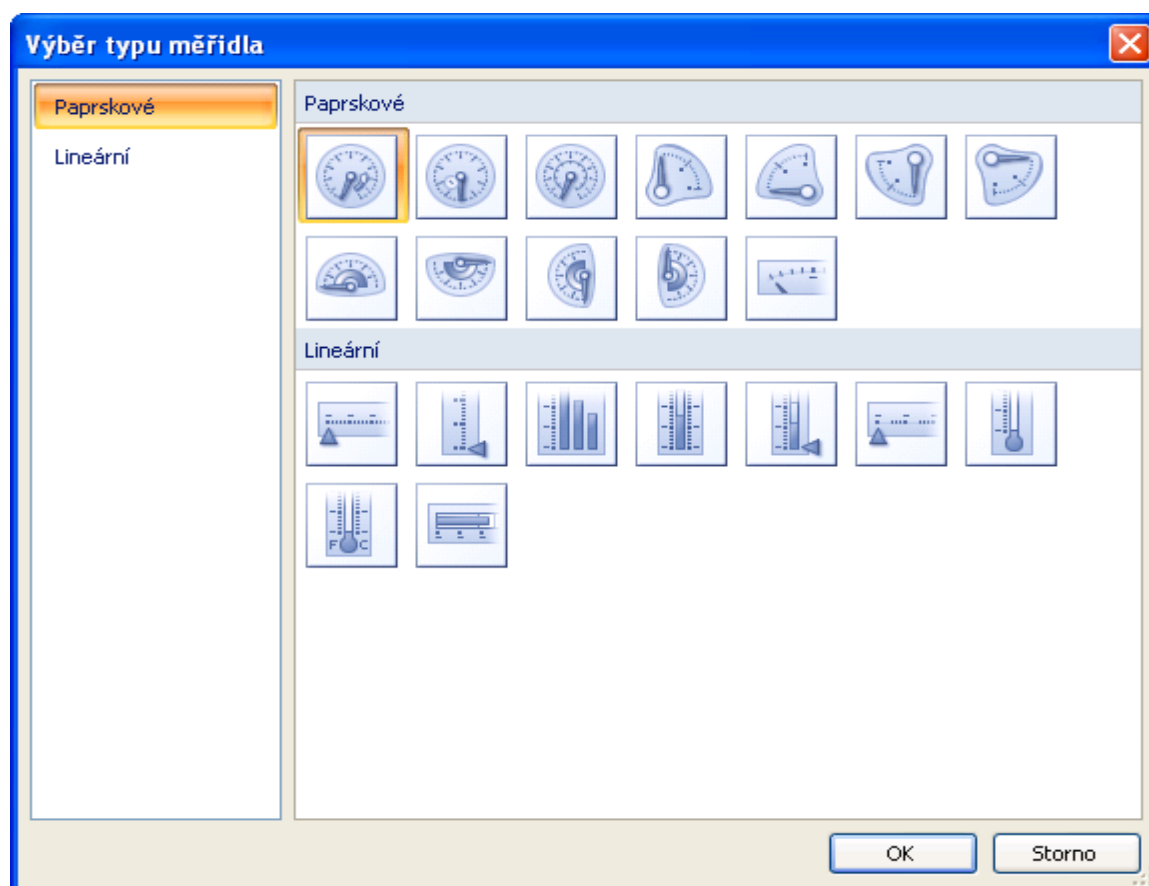 Výběr typu měřidla
Paprskové
Lineární
Paprskové
Lineární
F C
OK
Storno